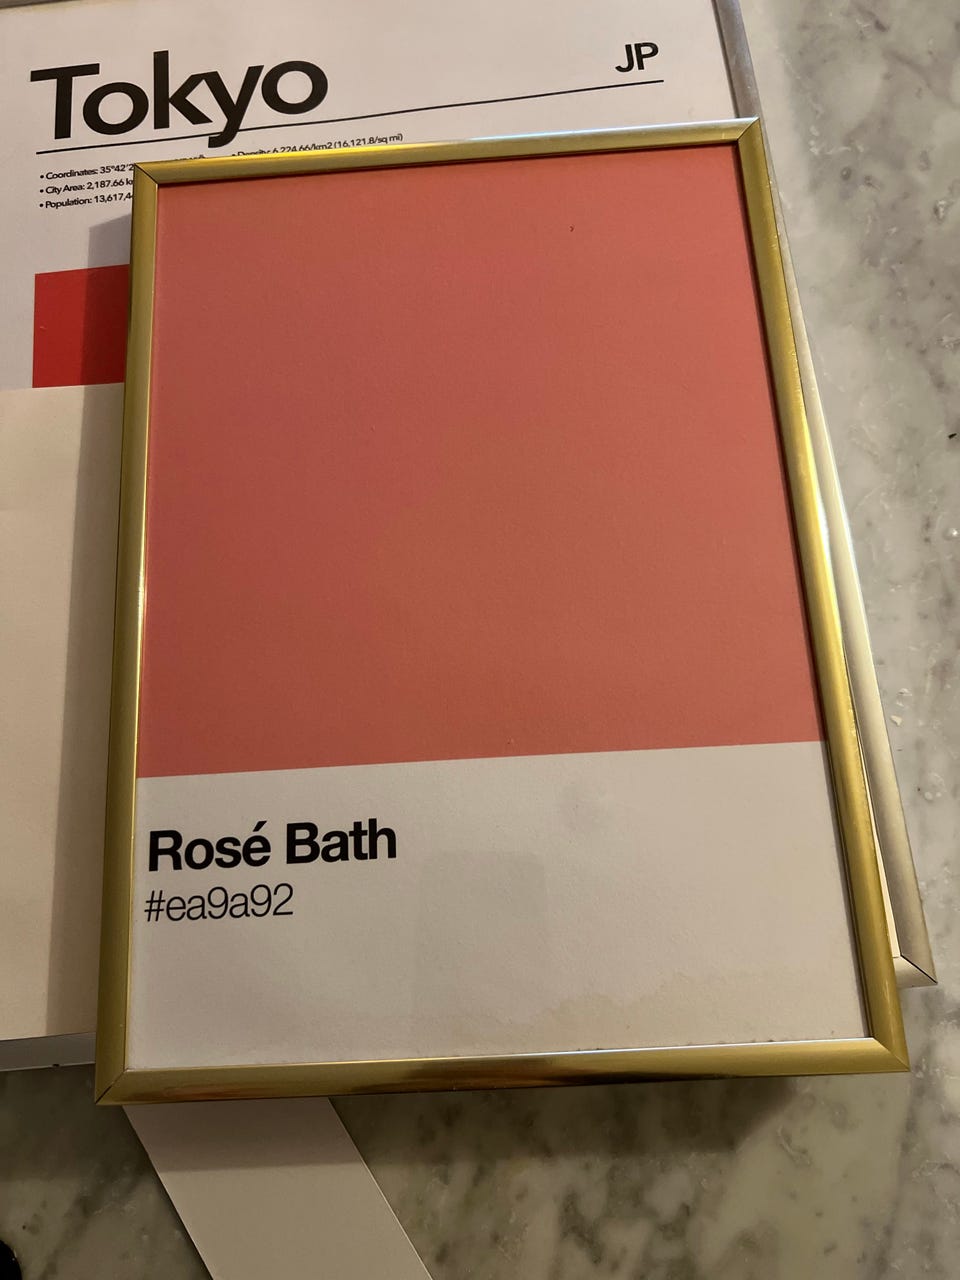 Tokyo
JP
• Coordinates: 35°42'2
• Density: 6,224.66/km2 (16,121.8/sq mi)
• City Area: 2,187.66
• Population: 13,617,4
Rosé Bath
#ea9a92